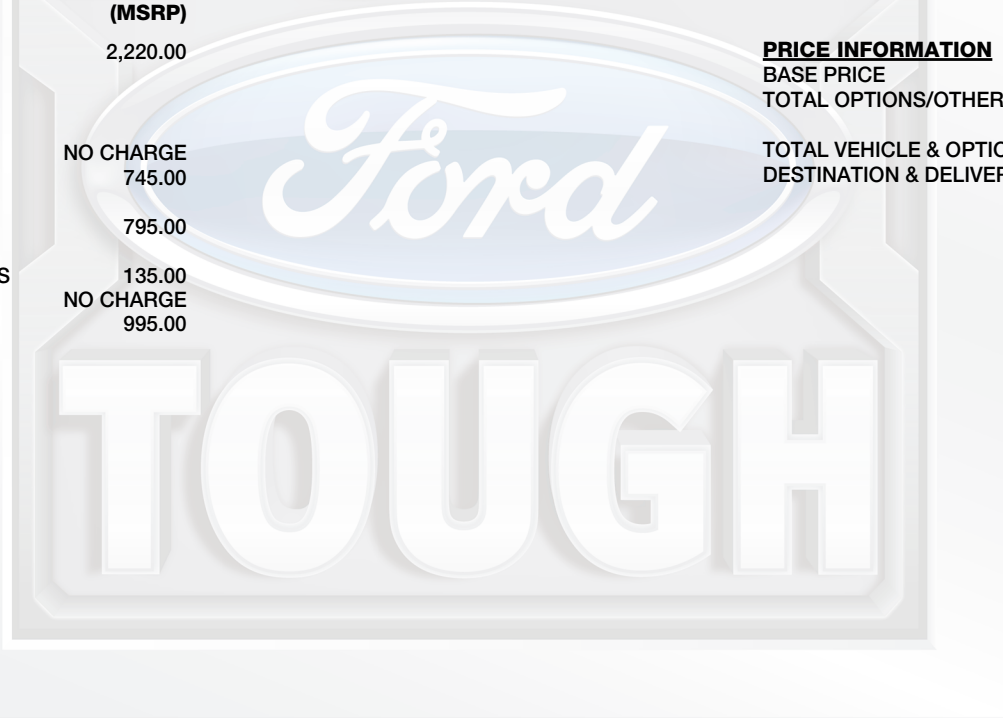 (MSRP)
2,220.00
NO CHARGE
745.00
795.00
S 135.00
NO CHARGE
995.00
PRICE INFORMATION
BASE PRICE
TOTAL OPTIONS/OTHER
TOTAL VEHICLE & OPTIO
DESTINATION & DELIVER
Ford
TOUGH